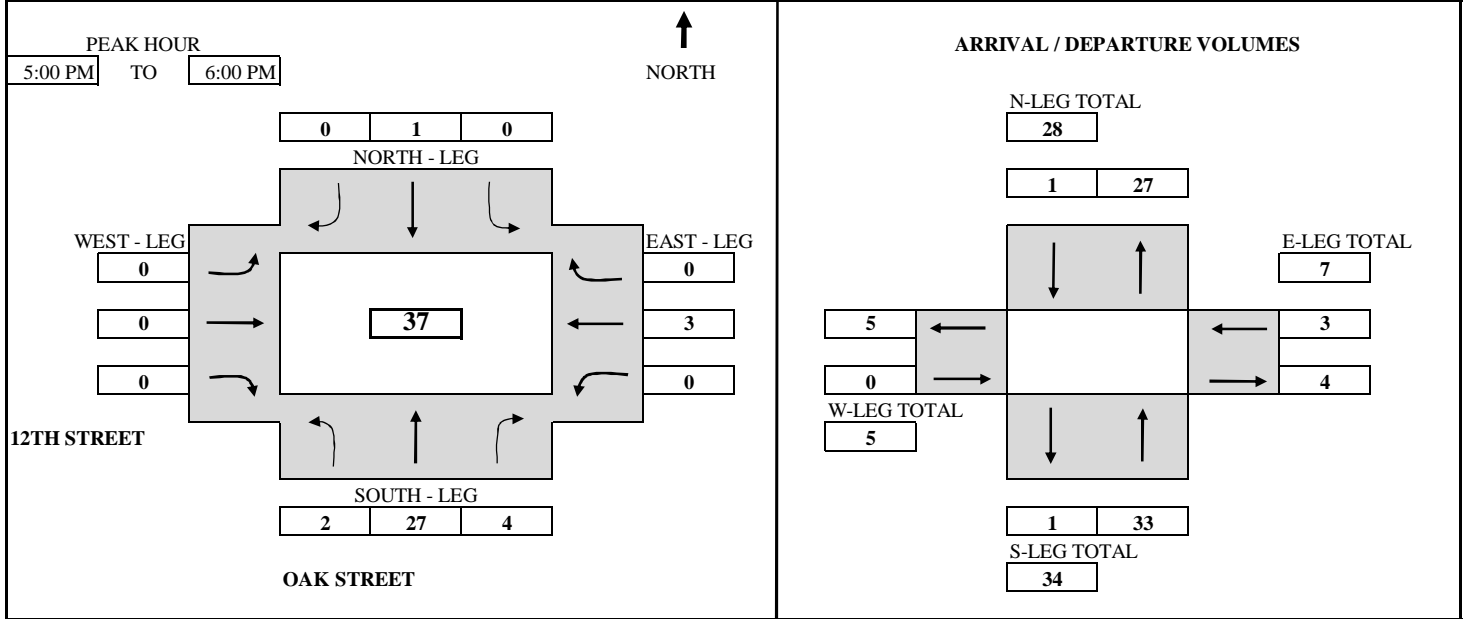 PEAK HOUR
5:00 PM TO 6:00 PM
NORTH
0 1 0
NORTH - LEG
WEST - LEG
EAST - LEG
0
0
0
37
3
0
0
12TH STREET
SOUTH - LEG
2 27 4
OAK STREET
ARRIVAL / DEPARTURE VOLUMES
N-LEG TOTAL
28
1 27
E-LEG TOTAL
7
5
3
0
4
W-LEG TOTAL
5
1 33
S-LEG TOTAL
34